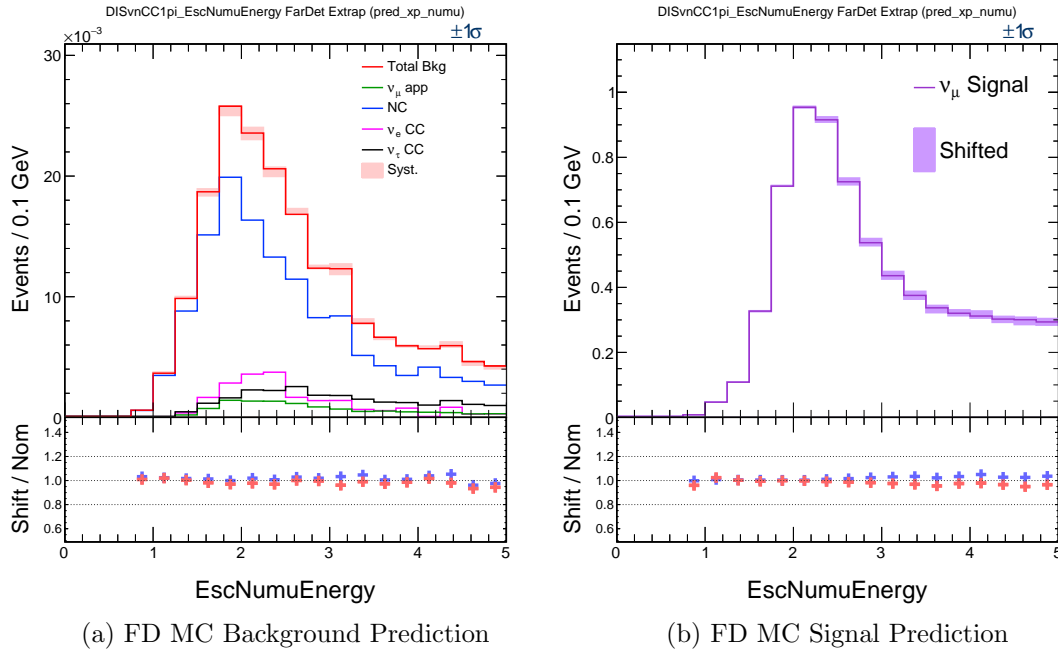 DISvnCC1pi_EscNumuEnergy FarDet Extrap (pred_xp_numu)
±1σ
×10⁻³
30
20
10
0
Events / 0.1 GeV
Total Bkg
νμ app
NC
νe CC
ντ CC
Syst.
1.4
1.2
1.0
0.8
0.6
Shift / Nom
0 1 2 3 4 5
EscNumuEnergy
(a) FD MC Background Prediction
DISvnCC1pi_EscNumuEnergy FarDet Extrap (pred_xp_numu)
±1σ
1
0.8
0.6
0.4
0.2
0
Events / 0.1 GeV
νμ Signal
Shifted
1.4
1.2
1.0
0.8
0.6
Shift / Nom
0 1 2 3 4 5
EscNumuEnergy
(b) FD MC Signal Prediction